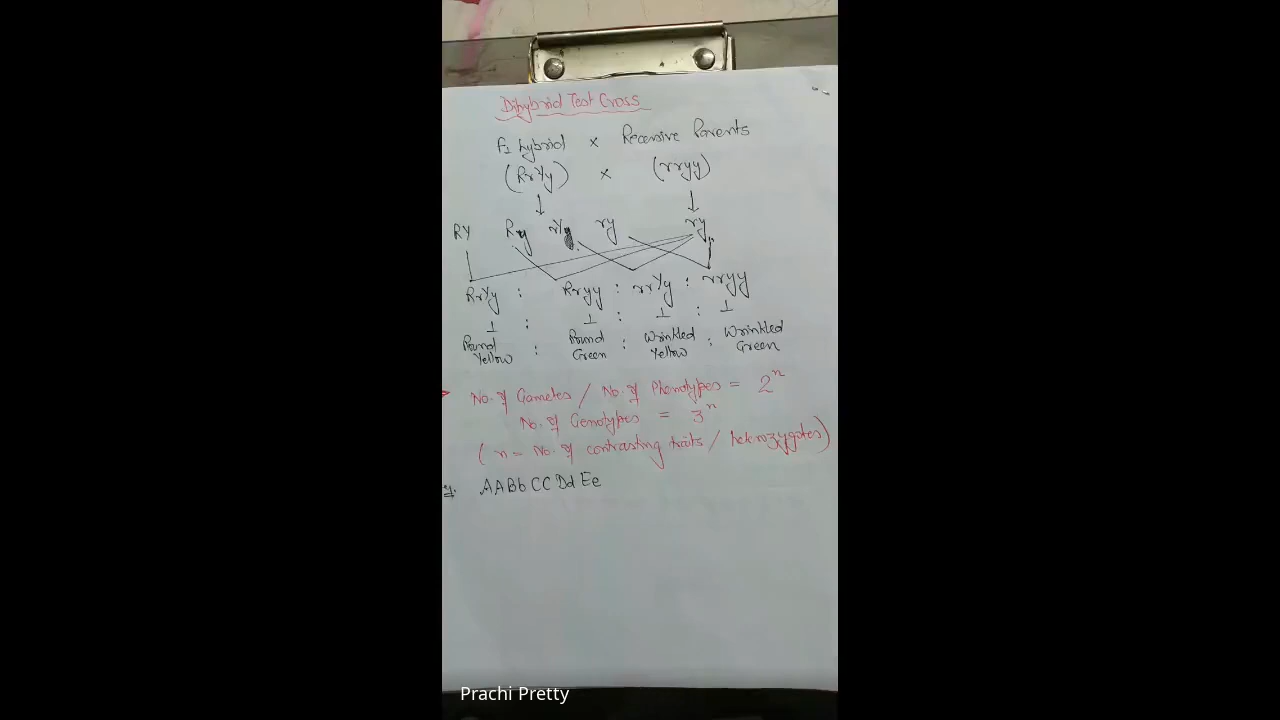 Dihybrid Test Cross
F1 hybrid x Recessive Parents
(RrYy) x (rryy)
↓ ↓
RY Ry rY ry ry
RrYy : Rryy : rrYy : rryy
1 : 1 : 1 : 1
Round Yellow : Round Green : Wrinkled Yellow : Wrinkled Green
No. of Gametes / No. of Phenotypes = 2ⁿ
No. of Genotypes = 3ⁿ
(n = No. of contrasting traits / heterozygotes)
eg. AABbCCDdEe
Prachi Pretty